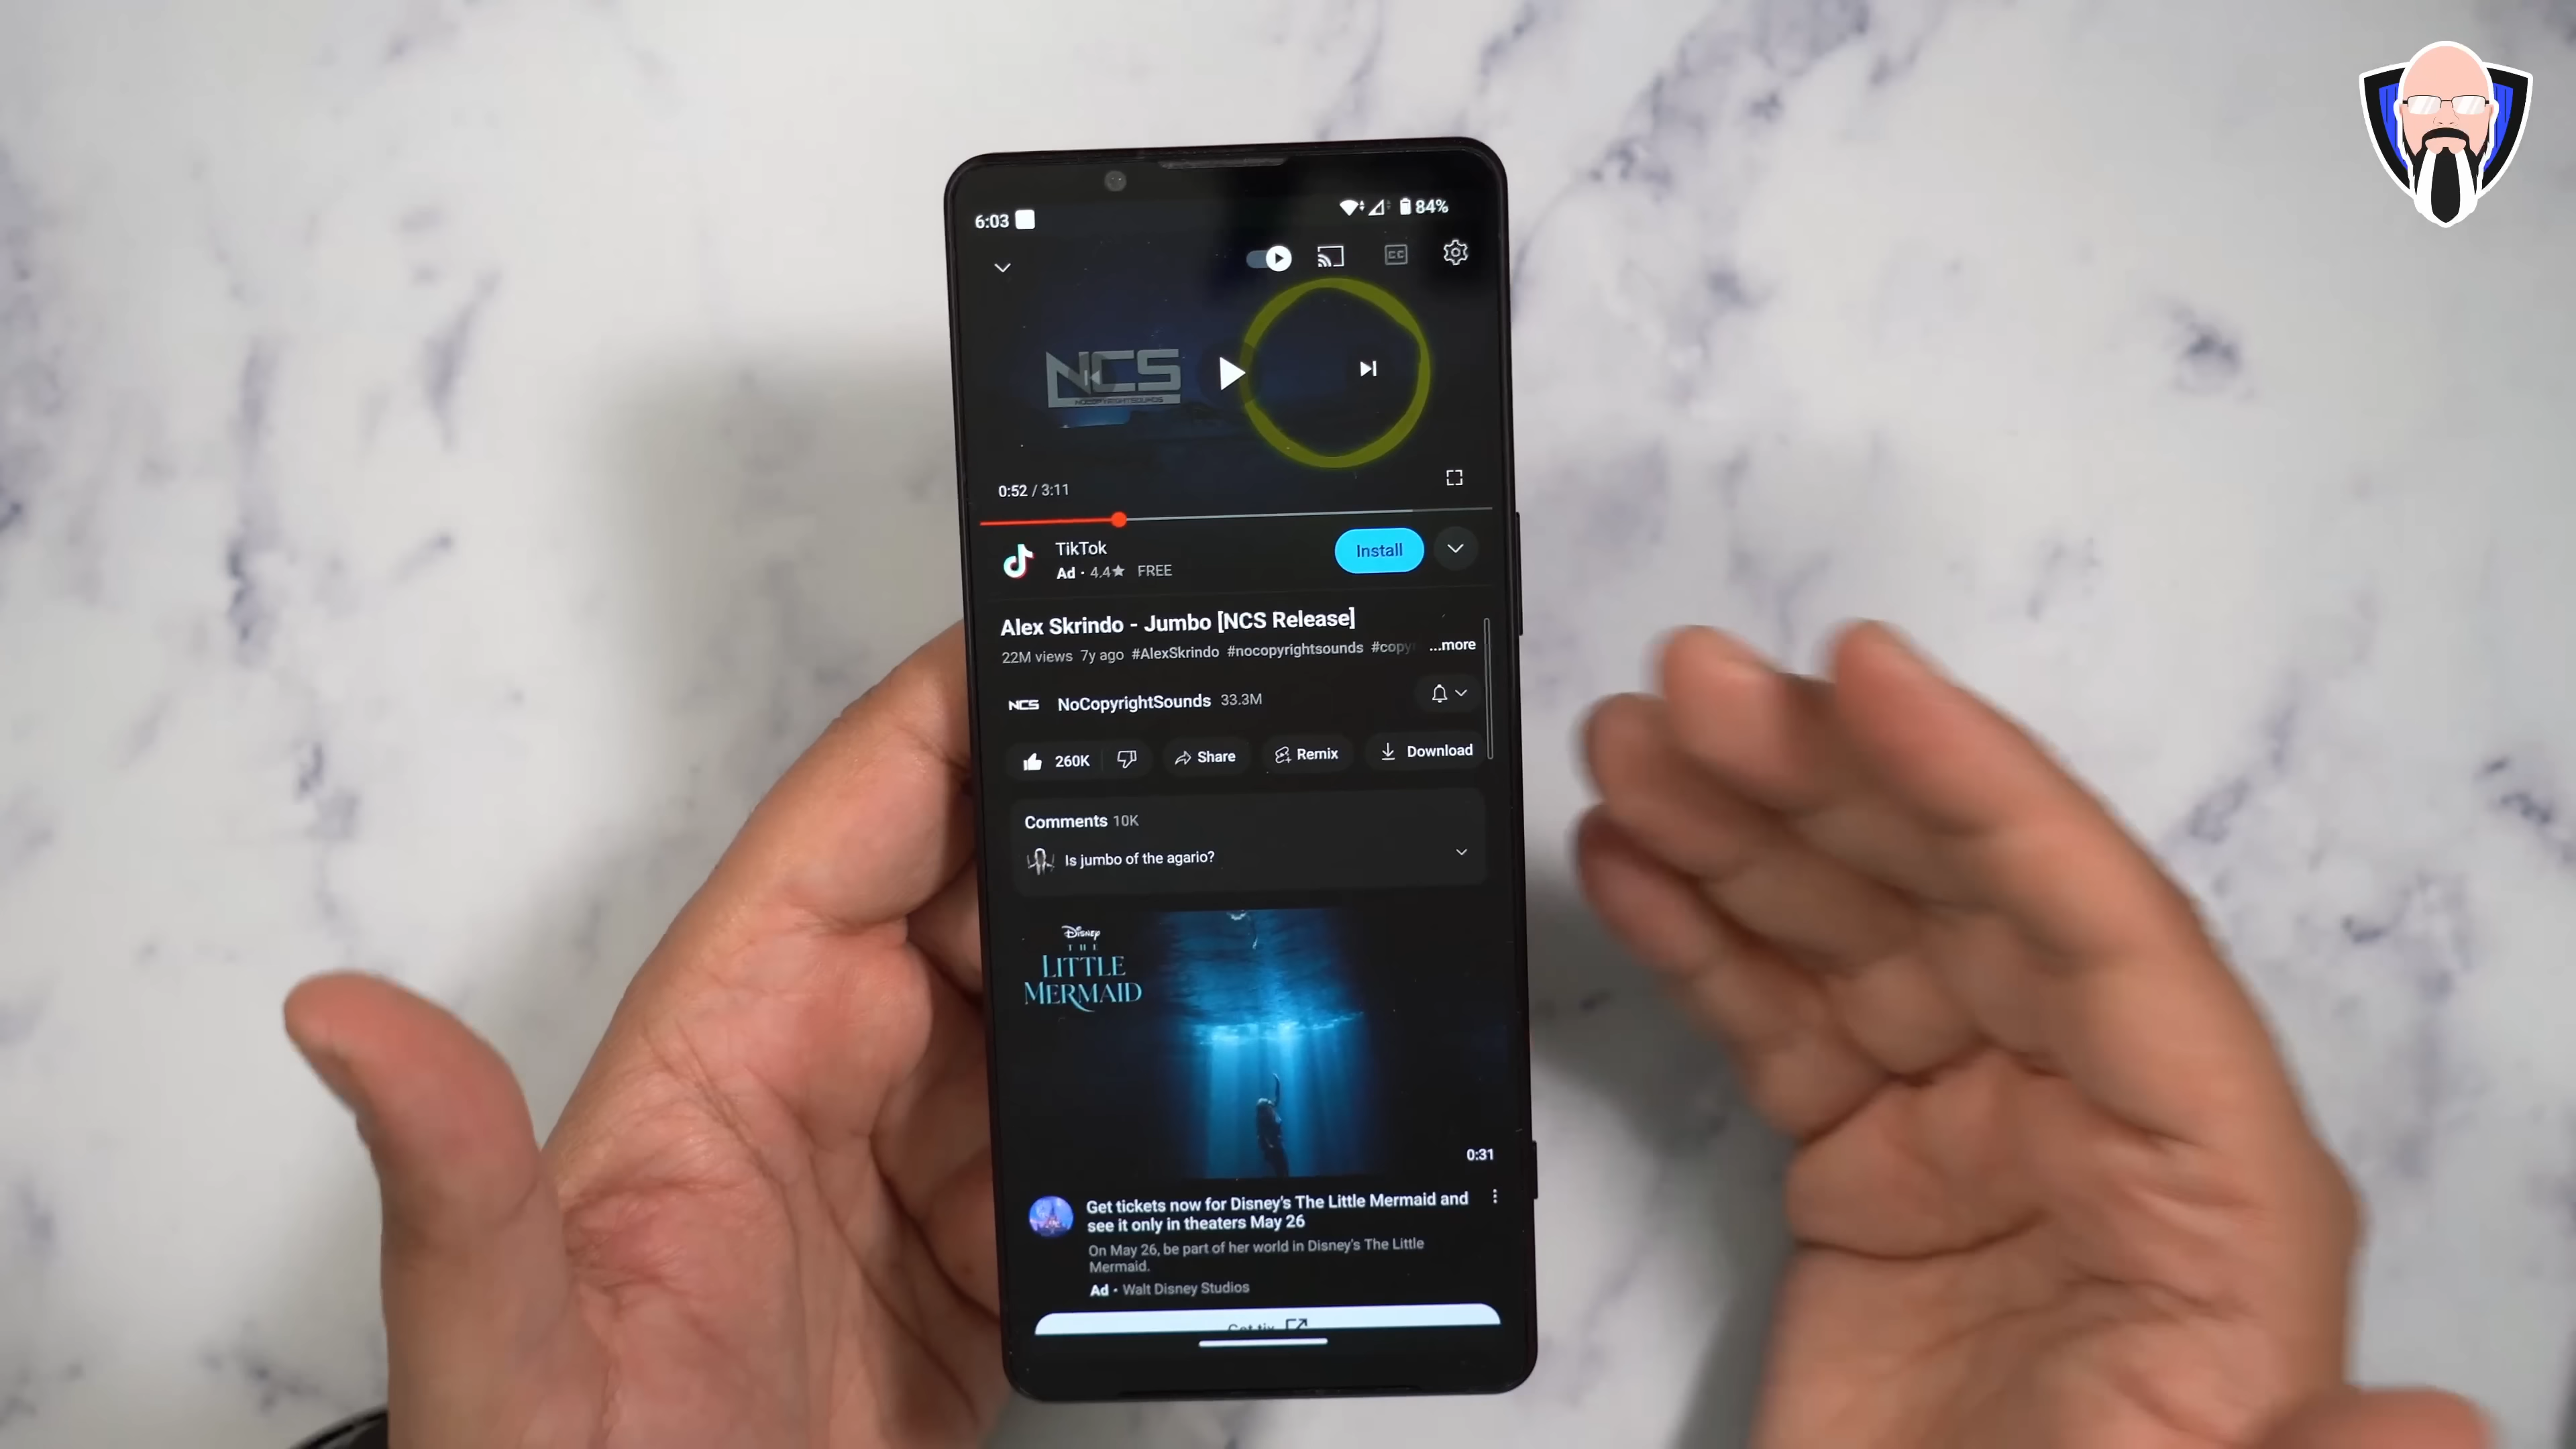 6:03 84%
CC
NCS
NOCOPYRIGHTSOUNDS
0:52 / 3:11
TikTok
Install
Ad · 4.4★ FREE
Alex Skrindo - Jumbo [NCS Release]
22M views 7y ago #AlexSkrindo #nocopyrightsounds #copy ...more
NCS NoCopyrightSounds 33.3M
260K Share Remix Download
Comments 10K
Is jumbo of the agario?
Disney
THE
LITTLE
MERMAID
0:31
Get tickets now for Disney's The Little Mermaid and
see it only in theaters May 26
On May 26, be part of her world in Disney's The Little
Mermaid.
Ad · Walt Disney Studios